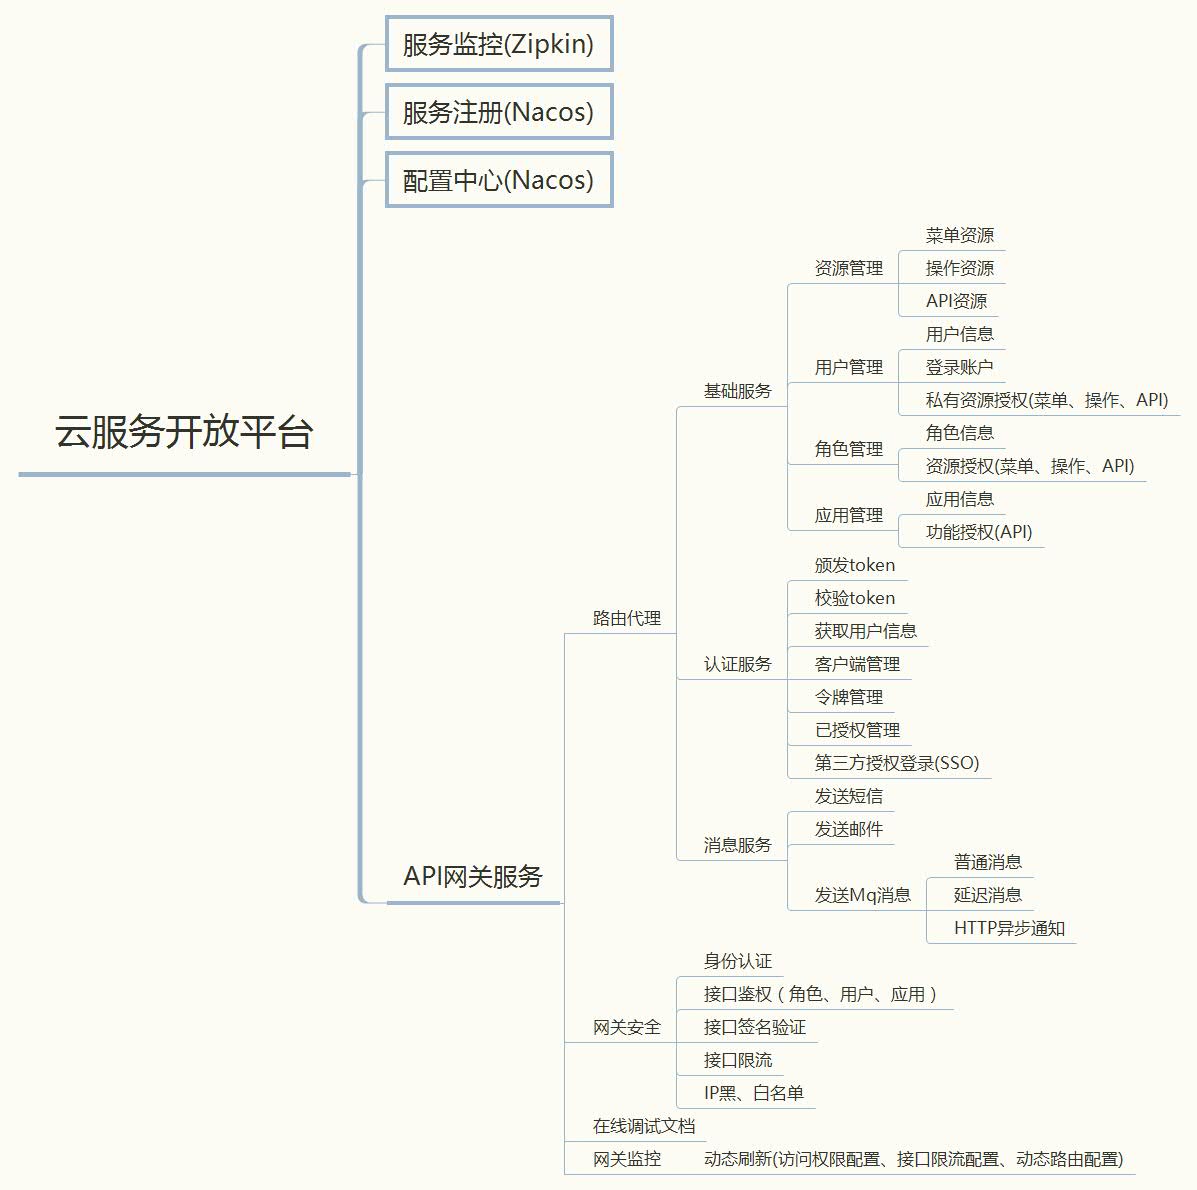 服务监控(Zipkin)
服务注册(Nacos)
配置中心(Nacos)
云服务开放平台
API网关服务
路由代理
基础服务
资源管理
菜单资源
操作资源
API资源
用户管理
用户信息
登录账户
私有资源授权(菜单、操作、API)
角色管理
角色信息
资源授权(菜单、操作、API)
应用管理
应用信息
功能授权(API)
认证服务
颁发token
校验token
获取用户信息
客户端管理
令牌管理
已授权管理
第三方授权登录(SSO)
消息服务
发送短信
发送邮件
发送Mq消息
普通消息
延迟消息
HTTP异步通知
网关安全
身份认证
接口鉴权（角色、用户、应用）
接口签名验证
接口限流
IP黑、白名单
在线调试文档
网关监控
动态刷新(访问权限配置、接口限流配置、动态路由配置)